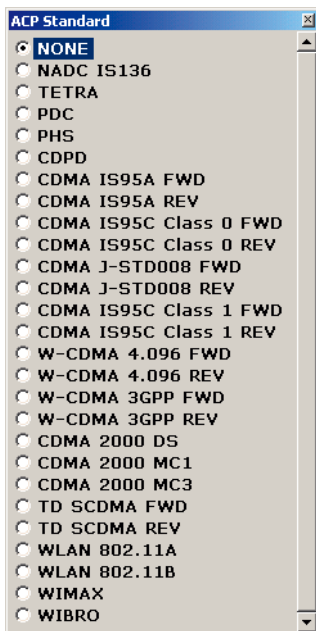 ACP Standard
NONE
NADC IS136
TETRA
PDC
PHS
CDPD
CDMA IS95A FWD
CDMA IS95A REV
CDMA IS95C Class 0 FWD
CDMA IS95C Class 0 REV
CDMA J-STD008 FWD
CDMA J-STD008 REV
CDMA IS95C Class 1 FWD
CDMA IS95C Class 1 REV
W-CDMA 4.096 FWD
W-CDMA 4.096 REV
W-CDMA 3GPP FWD
W-CDMA 3GPP REV
CDMA 2000 DS
CDMA 2000 MC1
CDMA 2000 MC3
TD SCDMA FWD
TD SCDMA REV
WLAN 802.11A
WLAN 802.11B
WIMAX
WIBRO